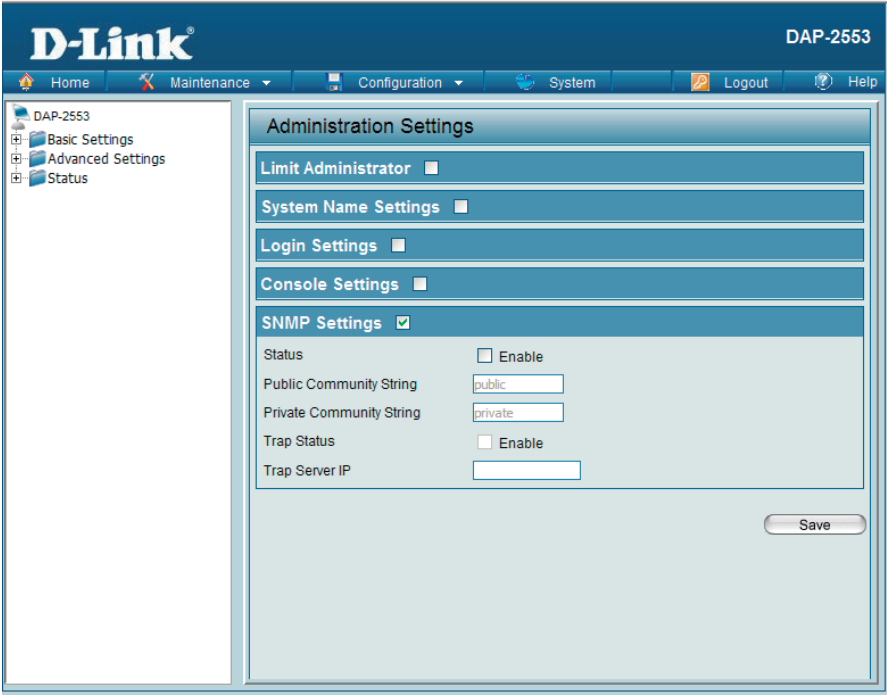 D-Link®
DAP-2553
Home Maintenance Configuration System Logout Help
DAP-2553
Basic Settings
Advanced Settings
Status
Administration Settings
Limit Administrator
System Name Settings
Login Settings
Console Settings
SNMP Settings
Status Enable
Public Community String public
Private Community String private
Trap Status Enable
Trap Server IP
Save